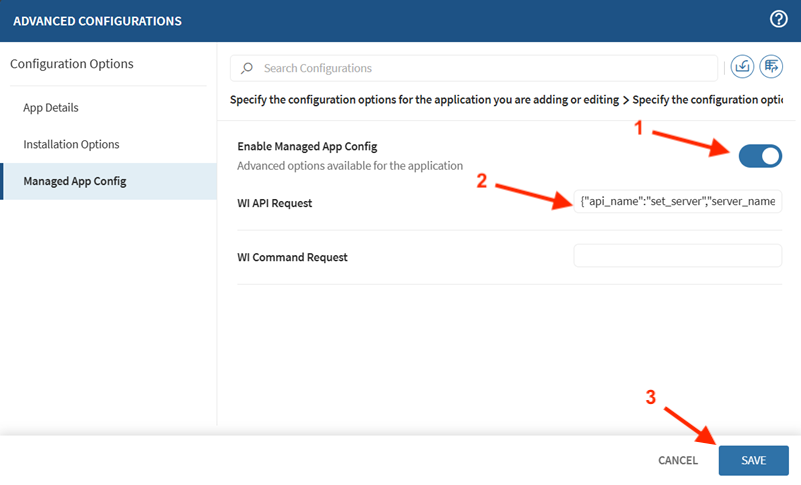 ADVANCED CONFIGURATIONS
Configuration Options
App Details
Installation Options
Managed App Config
Search Configurations
Specify the configuration options for the application you are adding or editing > Specify the configuration optic
1
Enable Managed App Config
Advanced options available for the application
2
WI API Request
{"api_name":"set_server","server_name
WI Command Request
3
CANCEL
SAVE